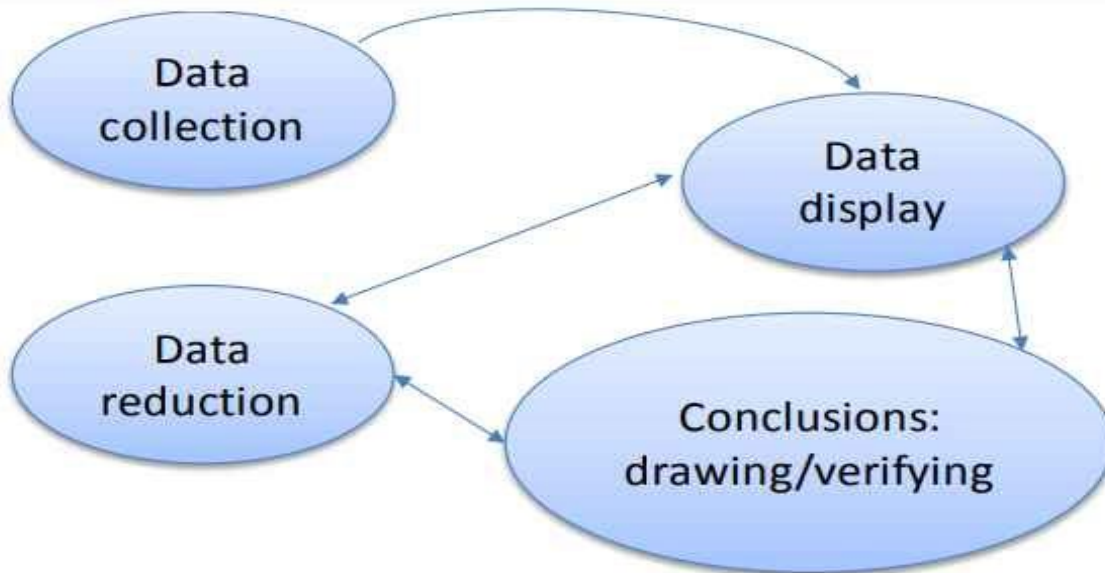 Data
collection
Data
display
Data
reduction
Conclusions:
drawing/verifying